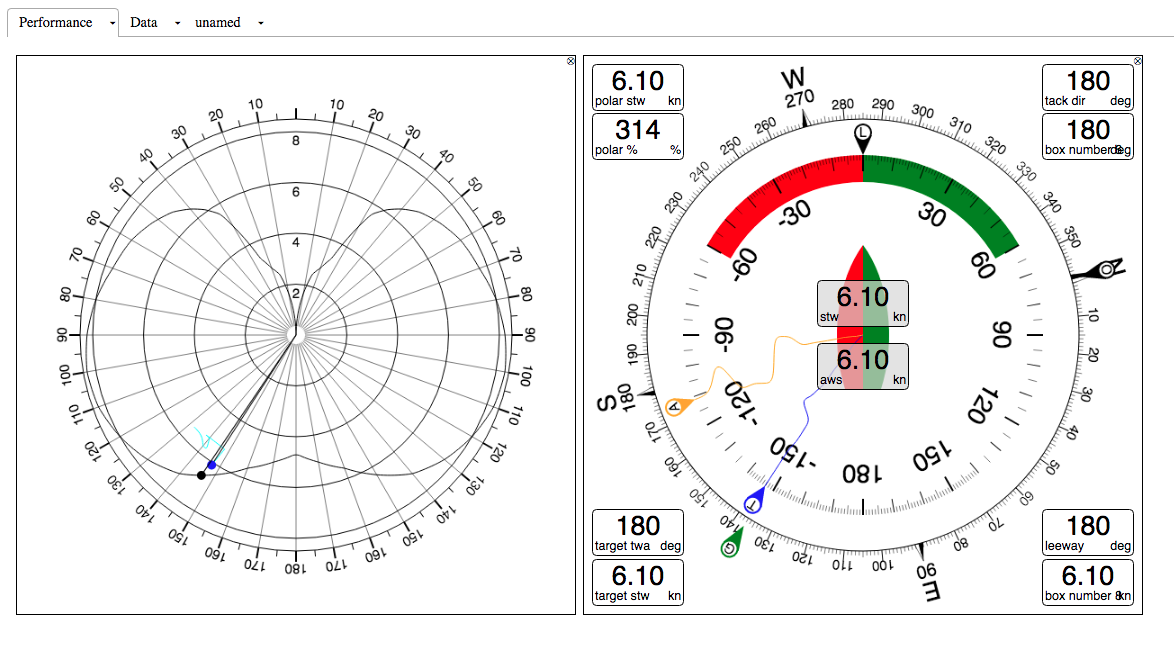 Performance Data unamed
10 10
20 20
30 30
40 40
50 50
60 60
70 70
80 80
90 90
100 100
110 110
120 120
130 130
140 140
150 150
160 160
170 170
180
8
6
4
2
6.10
polar stw kn
314
polar % %
180
tack dir deg
180
box number 6 deg
W
270 280 290 300 310 320 330 340 350
N
10 20 30 40 50 60 70 80
E
90 100 110 120 130 140 150 160 170
S
180 190 200 210 220 230 240 250 260
L
O
-30 30
-60 60
-90 90
-120 120
-150 150
180
6.10
stw kn
6.10
aws kn
A
T
G
180
target twa deg
6.10
target stw kn
180
leeway deg
6.10
box number 8 kn